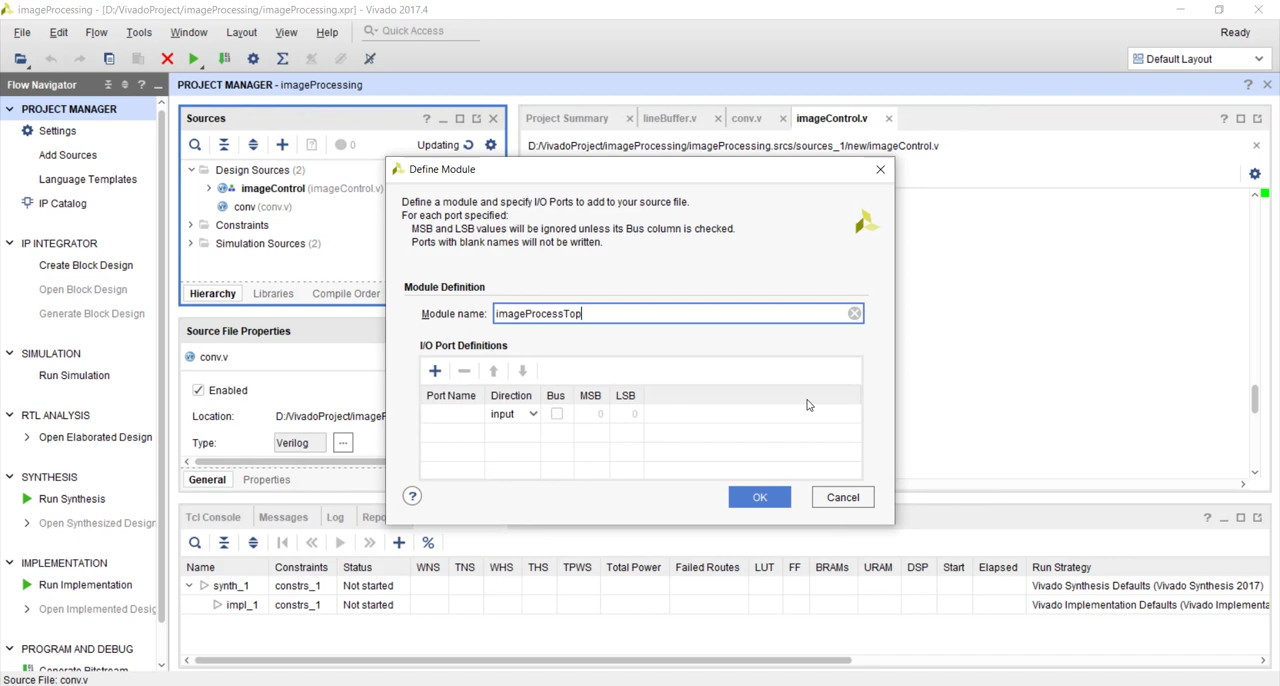 imageProcessing - [D:/VivadoProject/imageProcessing/imageProcessing.xpr] - Vivado 2017.4
File Edit Flow Tools Window Layout View Help Quick Access Ready
Default Layout
Flow Navigator
PROJECT MANAGER - imageProcessing
PROJECT MANAGER
Settings
Add Sources
Language Templates
IP Catalog
IP INTEGRATOR
Create Block Design
Open Block Design
Generate Block Design
SIMULATION
Run Simulation
RTL ANALYSIS
Open Elaborated Design
SYNTHESIS
Run Synthesis
Open Synthesized Design
IMPLEMENTATION
Run Implementation
Open Implemented Desig
PROGRAM AND DEBUG
Generate Bitstream
Sources
0 Updating
Design Sources (2)
imageControl (imageControl.v)
conv (conv.v)
Constraints
Simulation Sources (2)
Hierarchy Libraries Compile Order
Source File Properties
conv.v
Enabled
Location: D:/VivadoProject/imageF
Type: Verilog
General Properties
Project Summary lineBuffer.v conv.v imageControl.v
D:/VivadoProject/imageProcessing/imageProcessing.srcs/sources_1/new/imageControl.v
Define Module
Define a module and specify I/O Ports to add to your source file.
For each port specified:
MSB and LSB values will be ignored unless its Bus column is checked.
Ports with blank names will not be written.
Module Definition
Module name: imageProcessTop
I/O Port Definitions
Port Name Direction Bus MSB LSB
input 0 0
OK Cancel
Tcl Console Messages Log Repo
Name Constraints Status WNS TNS WHS THS TPWS Total Power Failed Routes LUT FF BRAMs URAM DSP Start Elapsed Run Strategy
synth_1 constrs_1 Not started Vivado Synthesis Defaults (Vivado Synthesis 2017)
impl_1 constrs_1 Not started Vivado Implementation Defaults (Vivado Implementa
Source File: conv.v